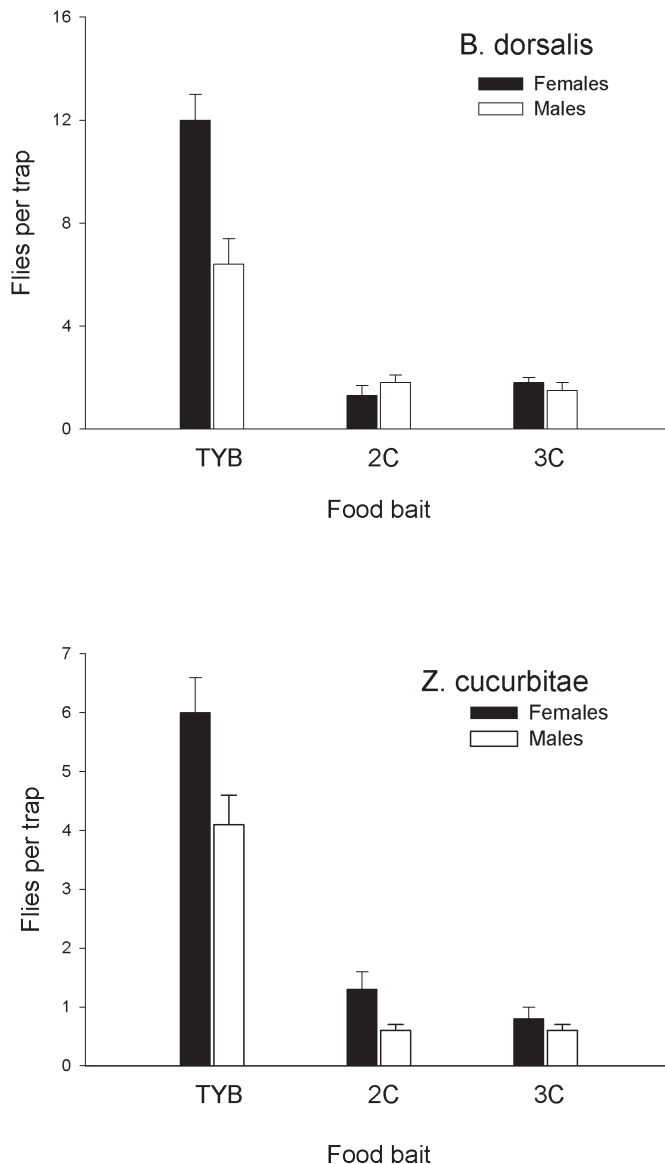 16
B. dorsalis
Females
Males
12
8
4
0
Flies per trap
TYB 2C 3C
Food bait
7
Z. cucurbitae
Females
Males
6
5
4
3
2
1
0
Flies per trap
TYB 2C 3C
Food bait